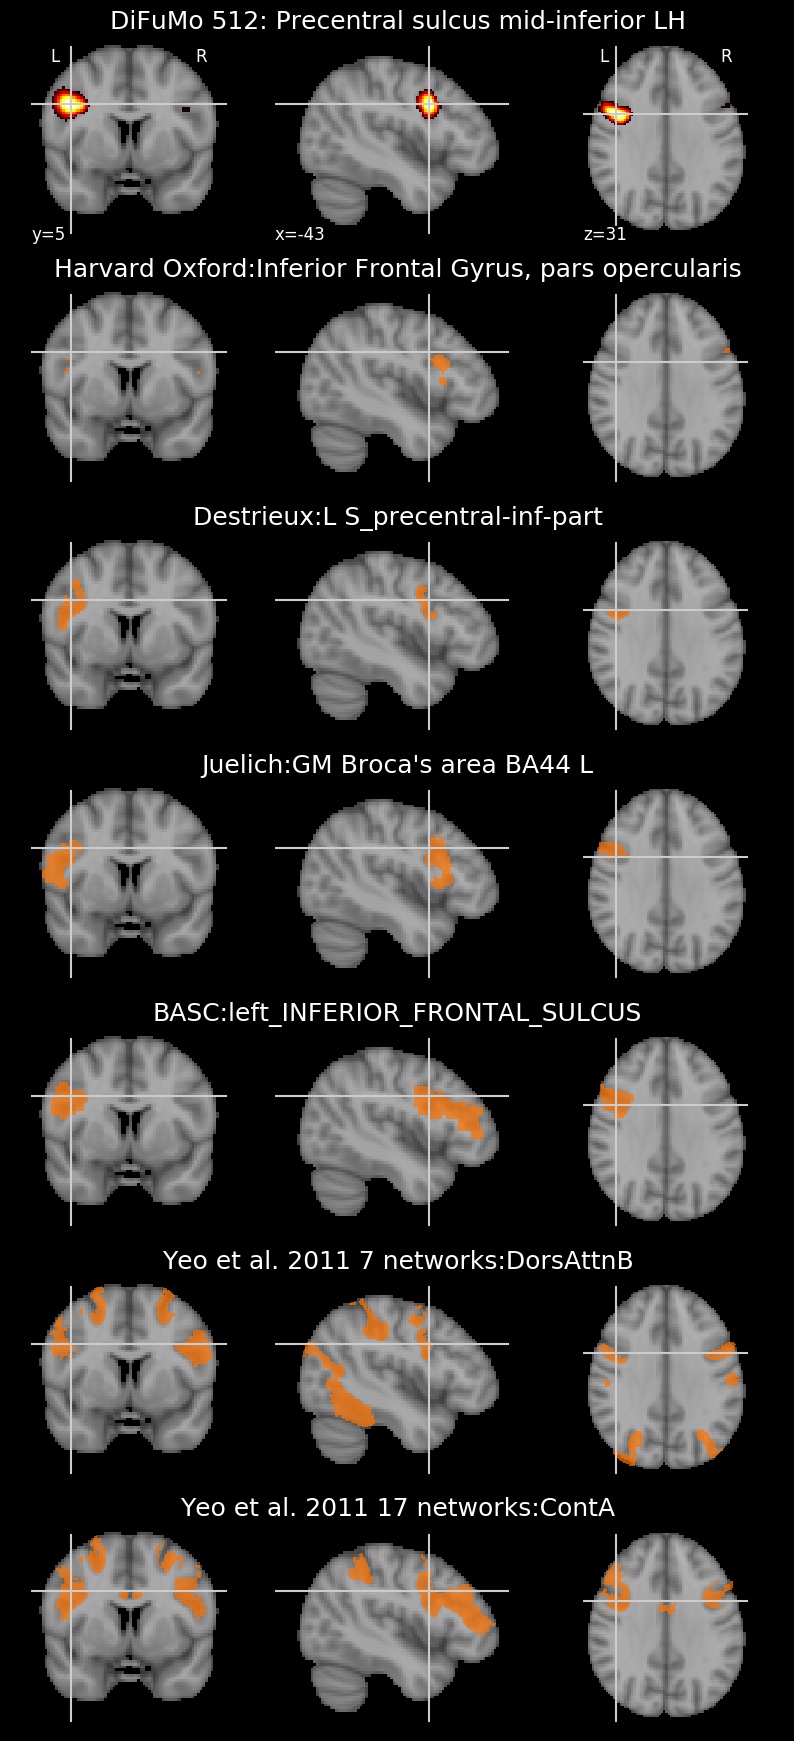 DiFuMo 512: Precentral sulcus mid-inferior LH
L R L R
y=5 x=-43 z=31
Harvard Oxford:Inferior Frontal Gyrus, pars opercularis
Destrieux:L S_precentral-inf-part
Juelich:GM Broca's area BA44 L
BASC:left_INFERIOR_FRONTAL_SULCUS
Yeo et al. 2011 7 networks:DorsAttnB
Yeo et al. 2011 17 networks:ContA